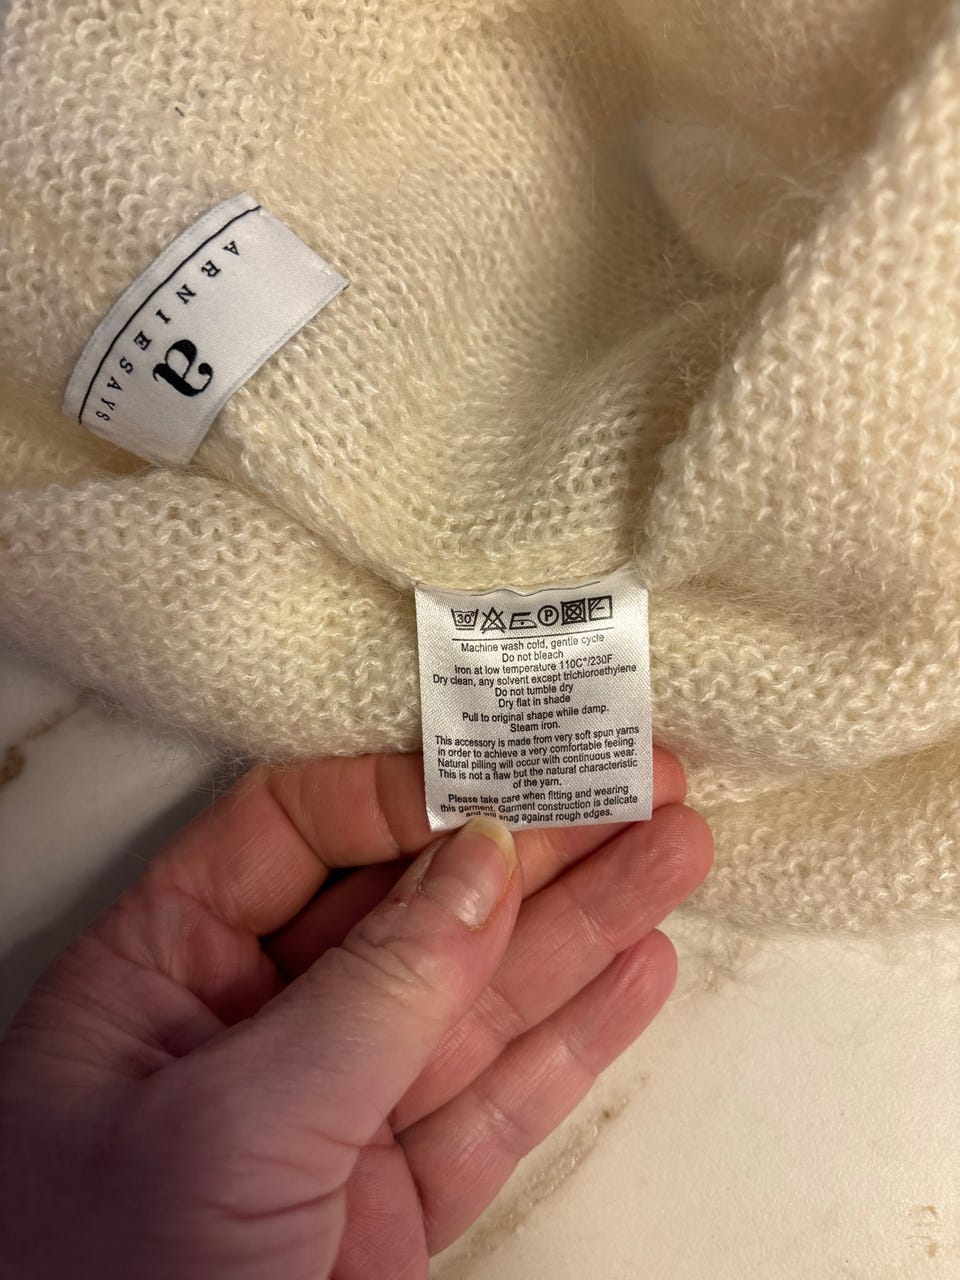 ARNIESAYS
a
30°
P
Machine wash cold, gentle cycle
Do not bleach
Iron at low temperature 110C°/230F
Dry clean, any solvent except trichloroethylene
Do not tumble dry
Dry flat in shade
Pull to original shape while damp.
Steam iron.
This accessory is made from very soft spun yarns
in order to achieve a very comfortable feeling.
Natural pilling will occur with continuous wear.
This is not a flaw but the natural characteristic
of the yarn.
Please take care when fitting and wearing
this garment. Garment construction is delicate
and will snag against rough edges.